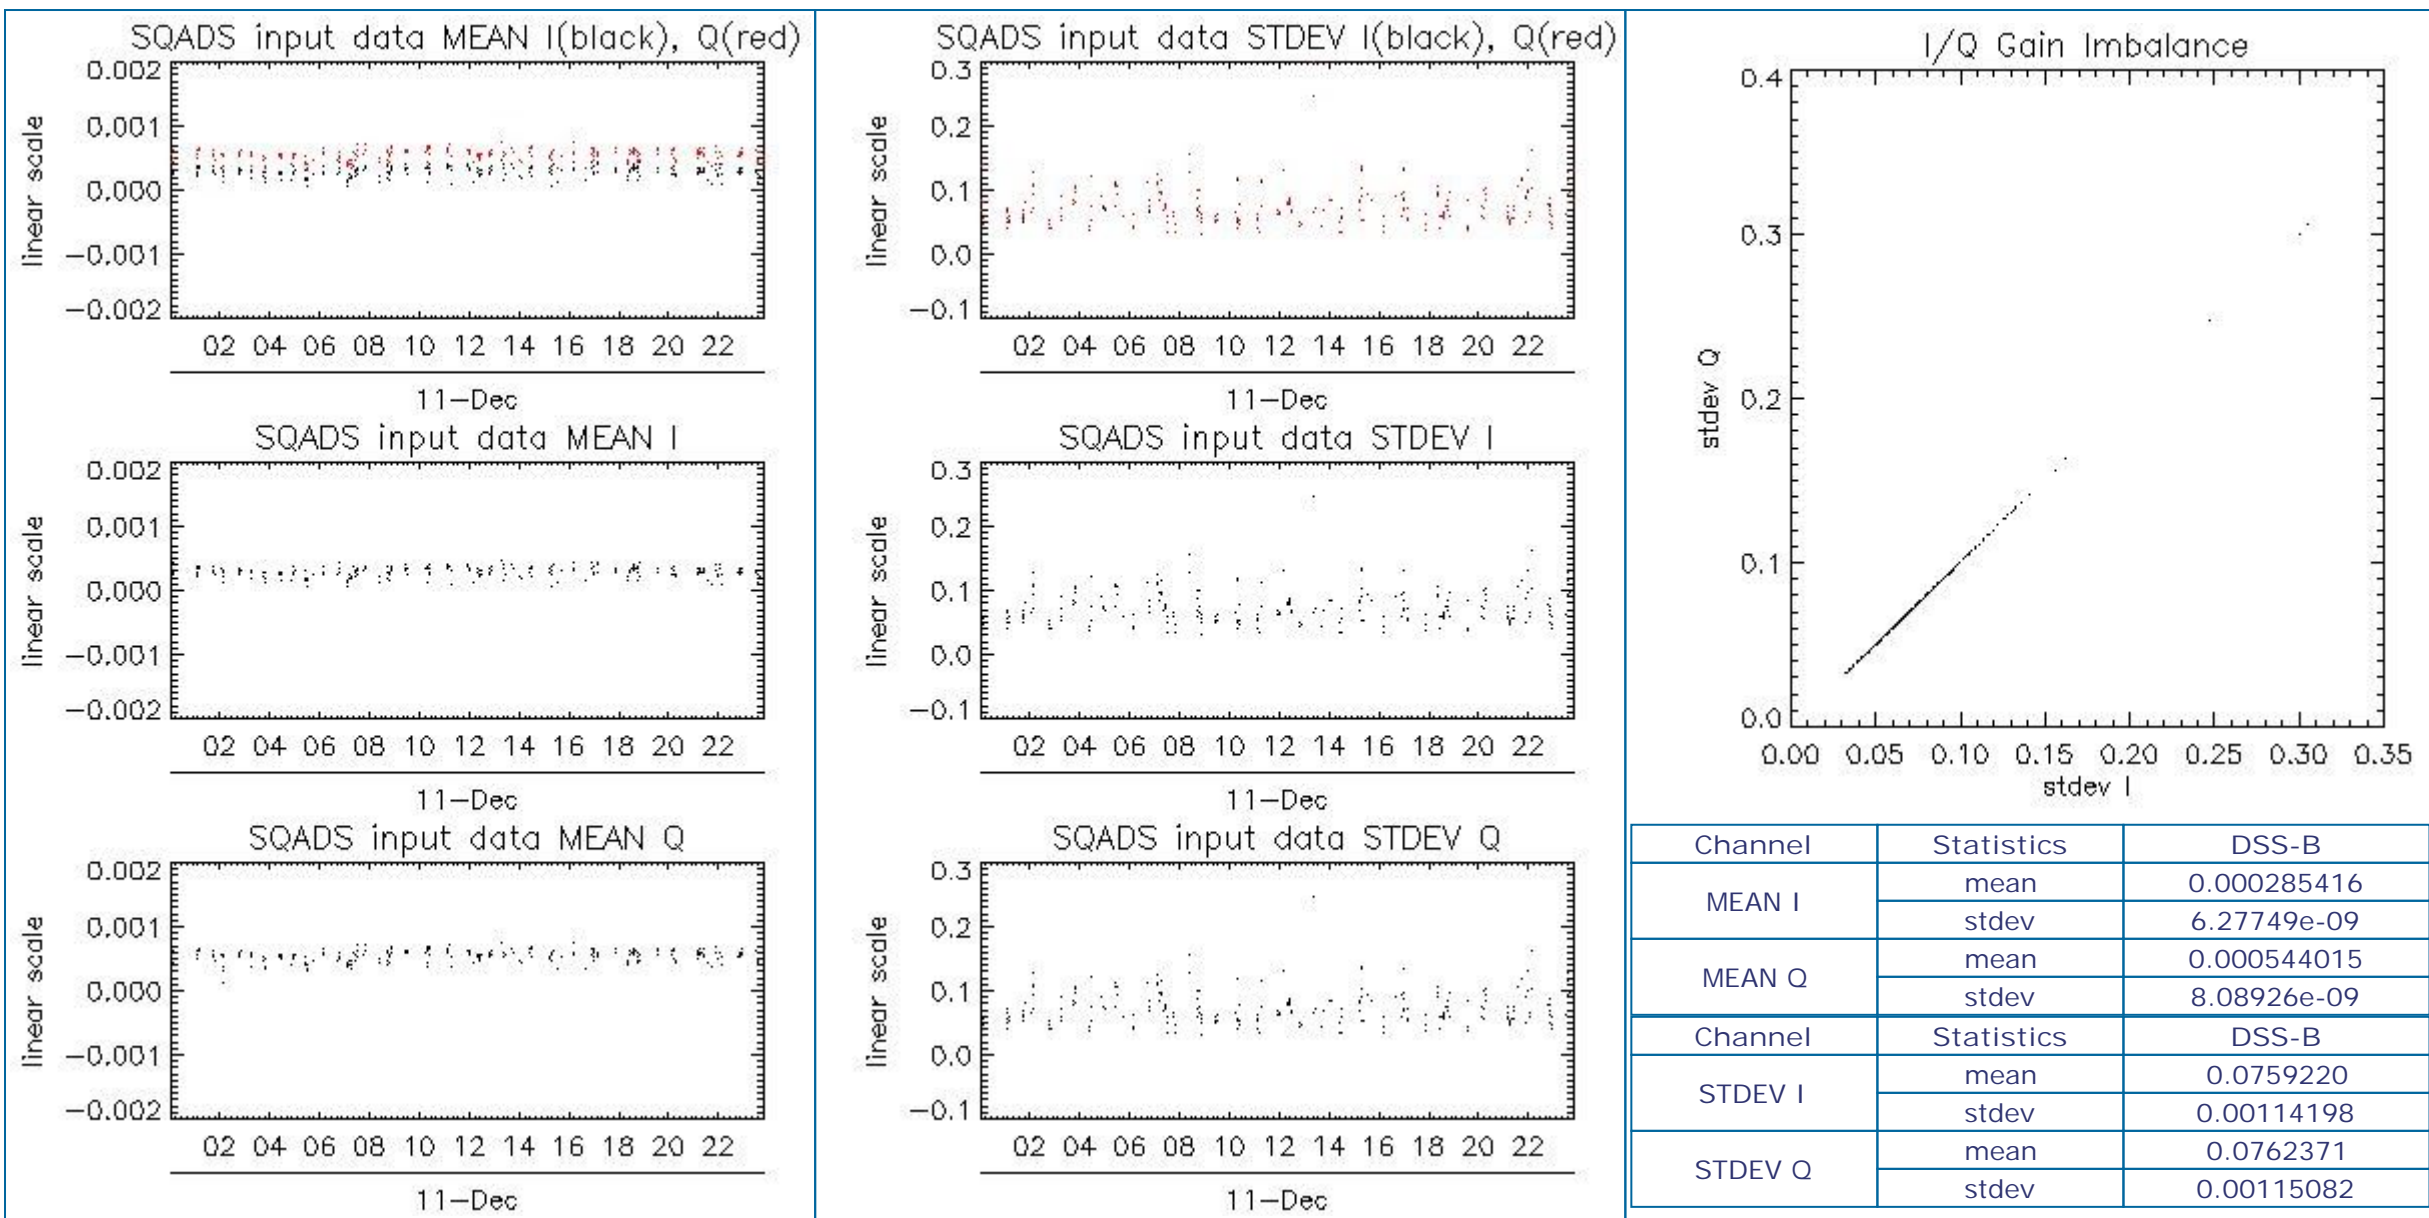 SQADS input data MEAN I(black), Q(red)
linear scale
0.002
0.001
0.000
−0.001
−0.002
02 04 06 08 10 12 14 16 18 20 22
11−Dec
SQADS input data MEAN I
linear scale
0.002
0.001
0.000
−0.001
−0.002
02 04 06 08 10 12 14 16 18 20 22
11−Dec
SQADS input data MEAN Q
linear scale
0.002
0.001
0.000
−0.001
−0.002
02 04 06 08 10 12 14 16 18 20 22
11−Dec
SQADS input data STDEV I(black), Q(red)
linear scale
0.3
0.2
0.1
0.0
−0.1
02 04 06 08 10 12 14 16 18 20 22
11−Dec
SQADS input data STDEV I
linear scale
0.3
0.2
0.1
0.0
−0.1
02 04 06 08 10 12 14 16 18 20 22
11−Dec
SQADS input data STDEV Q
linear scale
0.3
0.2
0.1
0.0
−0.1
02 04 06 08 10 12 14 16 18 20 22
11−Dec
I/Q Gain Imbalance
stdev Q
0.4
0.3
0.2
0.1
0.0
0.00 0.05 0.10 0.15 0.20 0.25 0.30 0.35
stdev I
Channel Statistics DSS-B
MEAN I mean 0.000285416
stdev 6.27749e-09
MEAN Q mean 0.000544015
stdev 8.08926e-09
Channel Statistics DSS-B
STDEV I mean 0.0759220
stdev 0.00114198
STDEV Q mean 0.0762371
stdev 0.00115082